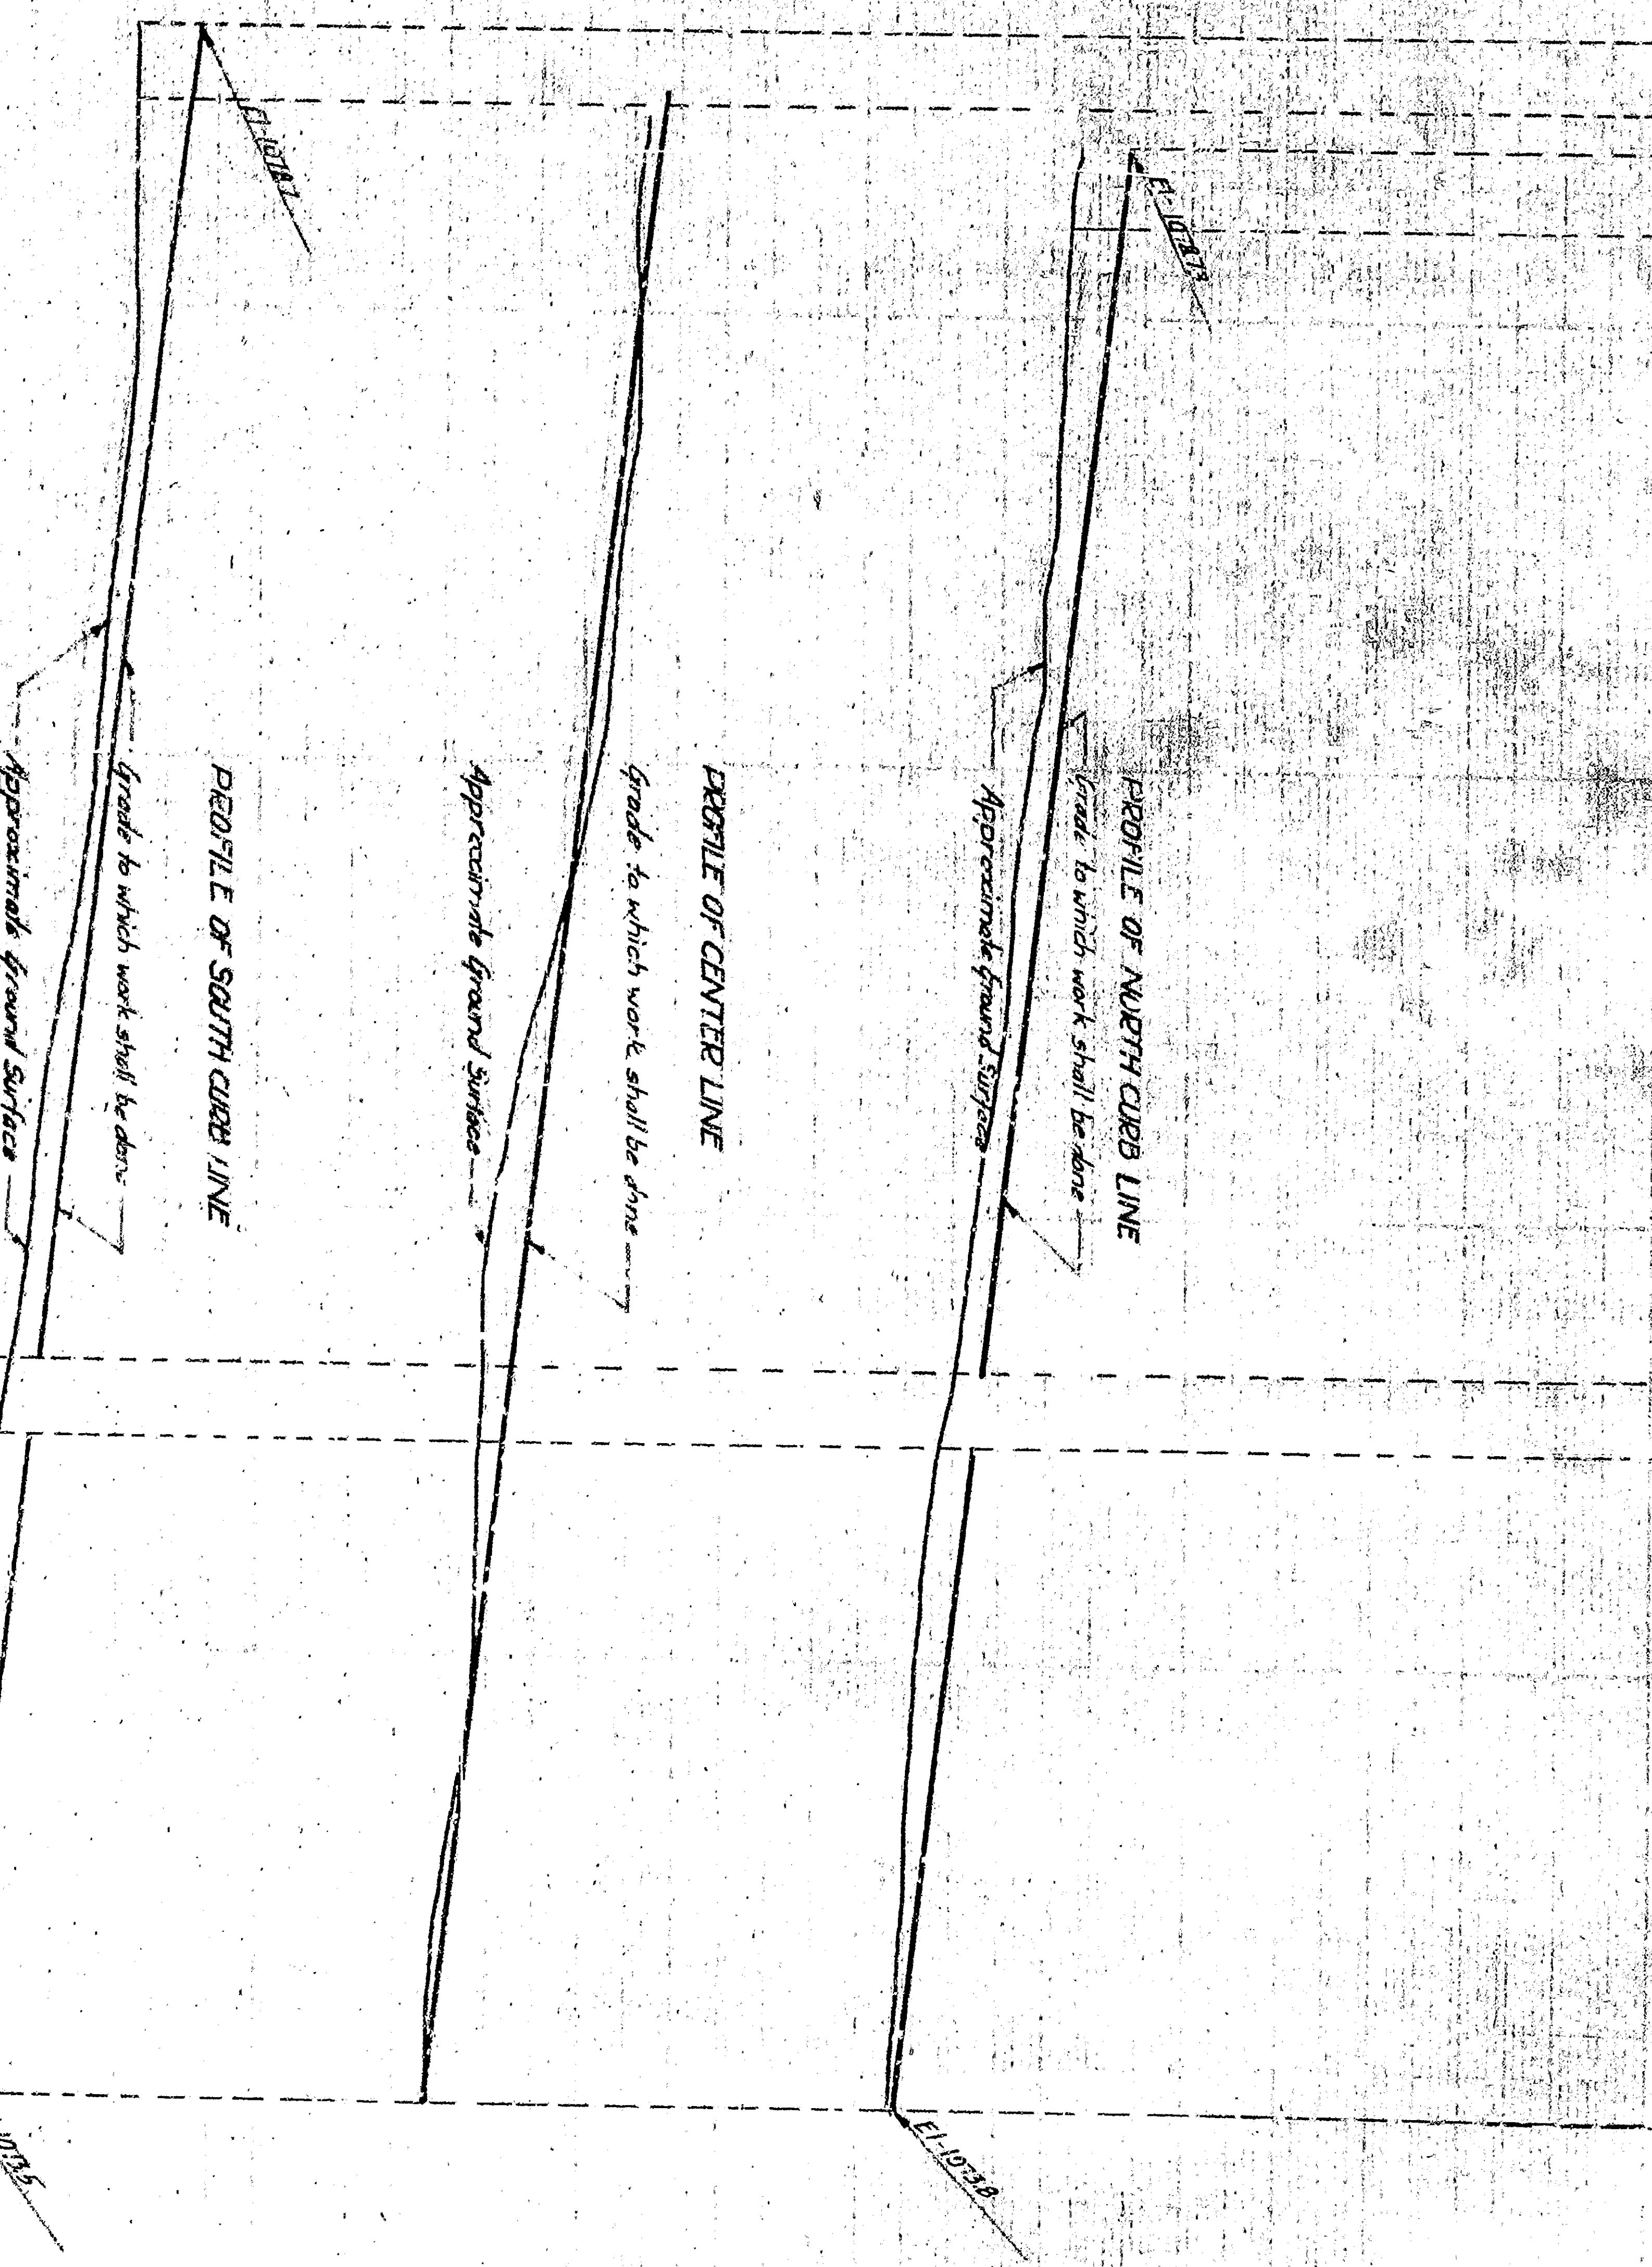 PROFILE OF NORTH CURB LINE
Grade to which work shall be done
Approximate Ground Surface
El-1073.8
PROFILE OF CENTER LINE
Grade to which work shall be done
Approximate Ground Surface
PROFILE OF SOUTH CURB LINE
Grade to which work shall be done
Approximate Ground Surface